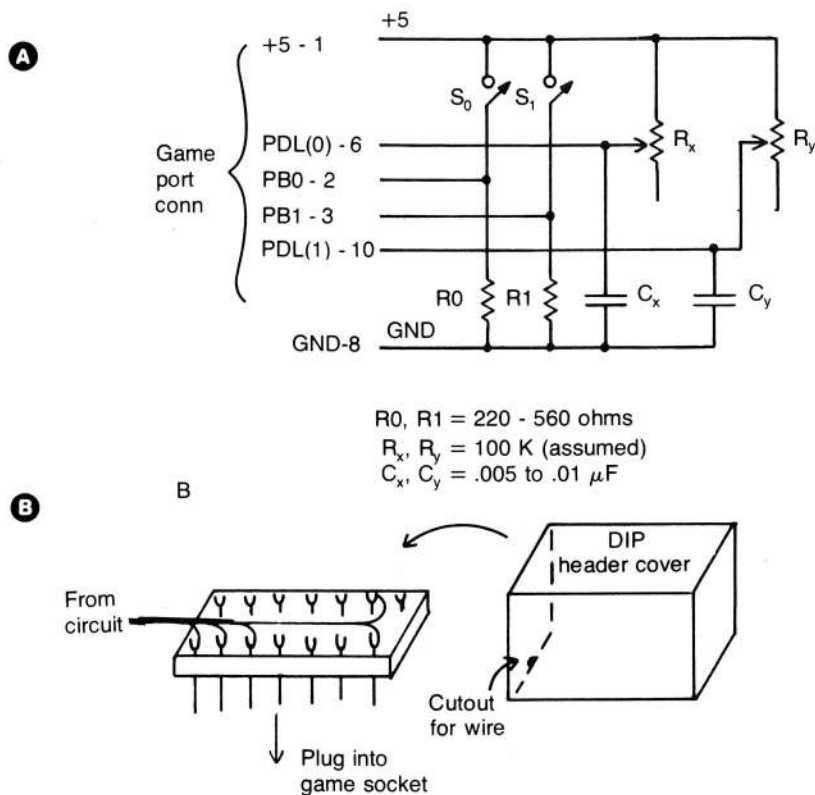 A
+5 - 1
+5
S0
S1
Game
port
conn
PDL(0) - 6
PB0 - 2
PB1 - 3
PDL(1) - 10
Rx
Ry
R0
R1
Cx
Cy
GND-8
GND
R0, R1 = 220 - 560 ohms
Rx, Ry = 100 K (assumed)
Cx, Cy = .005 to .01 μF
B
B
DIP
header cover
From
circuit
Cutout
for wire
Plug into
game socket